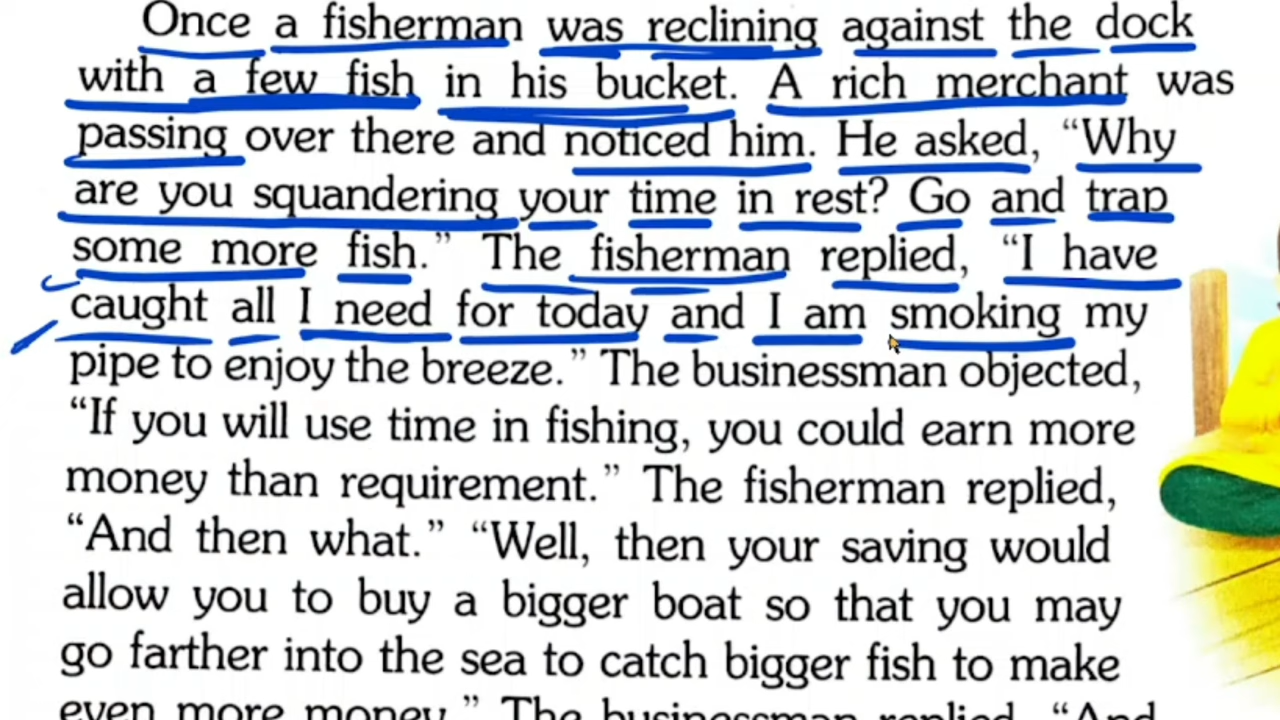 Once a fisherman was reclining against the dock
with a few fish in his bucket. A rich merchant was
passing over there and noticed him. He asked, “Why
are you squandering your time in rest? Go and trap
some more fish.” The fisherman replied, “I have
caught all I need for today and I am smoking my
pipe to enjoy the breeze.” The businessman objected,
“If you will use time in fishing, you could earn more
money than requirement.” The fisherman replied,
“And then what.” “Well, then your saving would
allow you to buy a bigger boat so that you may
go farther into the sea to catch bigger fish to make
even more money.” The businessman replied, “And